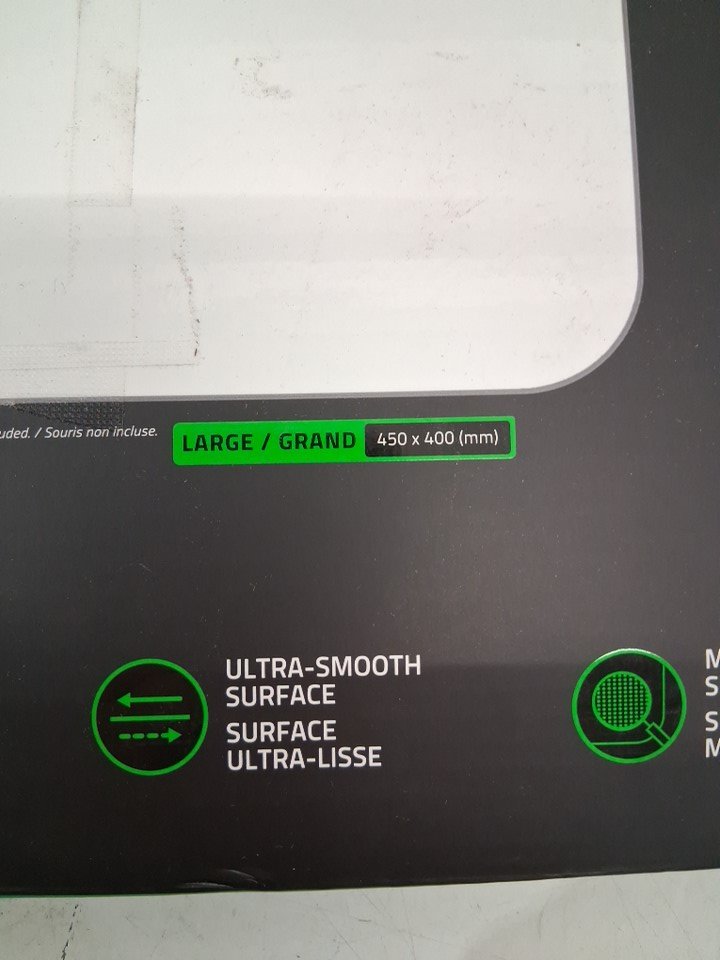 uded. / Souris non incluse.
LARGE / GRAND 450 x 400 (mm)
ULTRA-SMOOTH
SURFACE
SURFACE
ULTRA-LISSE
M
S
S
M